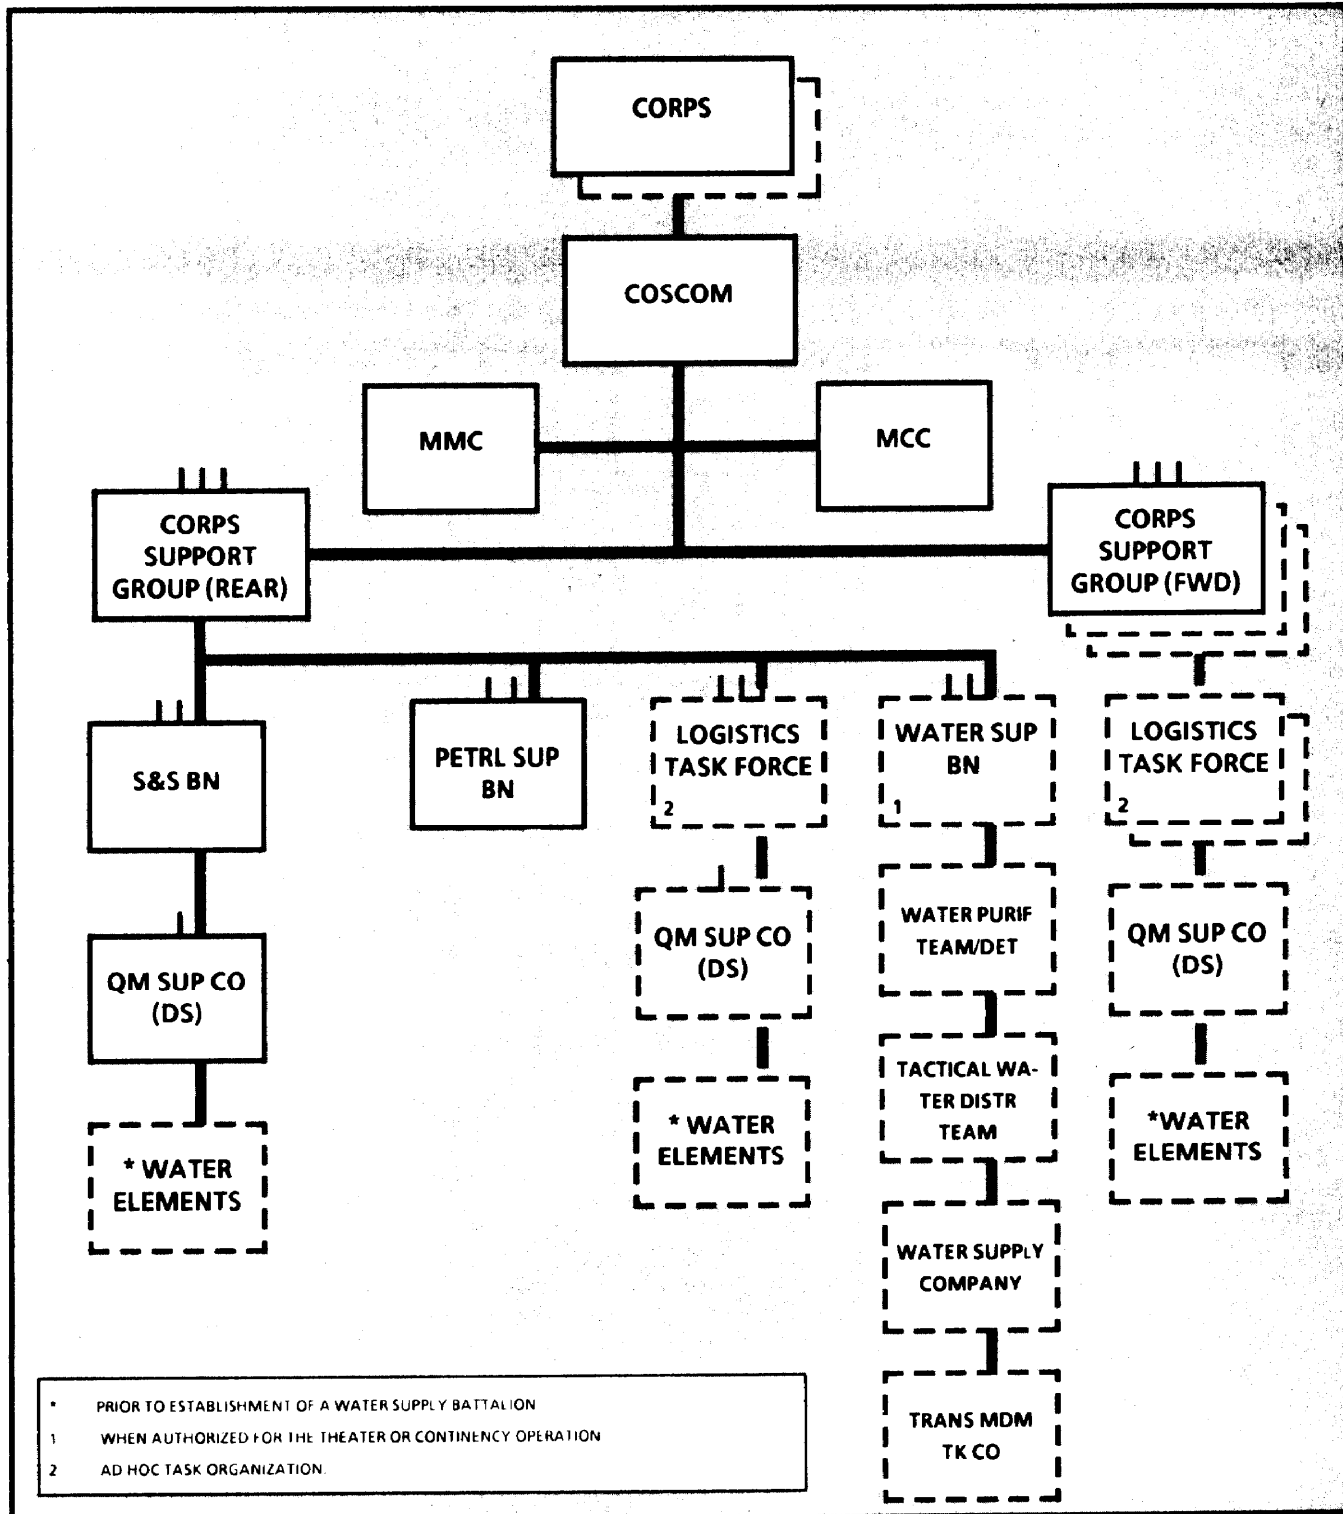 CORPS
COSCOM
MMC
MCC
CORPS
SUPPORT
GROUP (REAR)
CORPS
SUPPORT
GROUP (FWD)
S&S BN
PETRL SUP
BN
LOGISTICS
TASK FORCE
2
WATER SUP
BN
1
LOGISTICS
TASK FORCE
2
QM SUP CO
(DS)
QM SUP CO
(DS)
WATER PURIF
TEAM/DET
QM SUP CO
(DS)
* WATER
ELEMENTS
* WATER
ELEMENTS
TACTICAL WA-
TER DISTR
TEAM
*WATER
ELEMENTS
WATER SUPPLY
COMPANY
TRANS MDM
TK CO
* PRIOR TO ESTABLISHMENT OF A WATER SUPPLY BATTALION
1 WHEN AUTHORIZED FOR THE THEATER OR CONTINENCY OPERATION
2 AD HOC TASK ORGANIZATION.